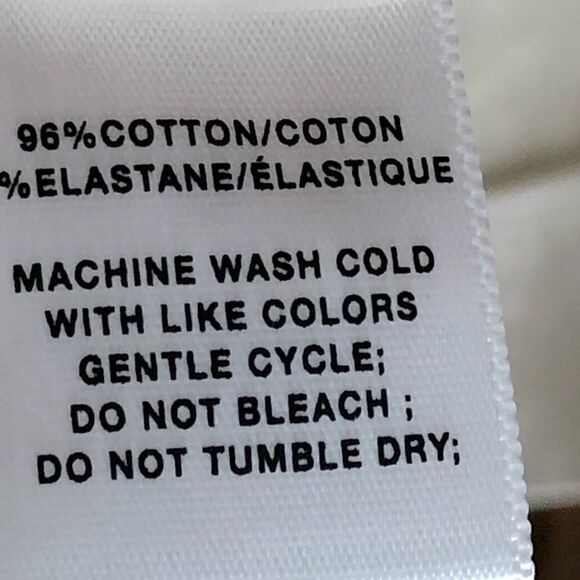 96%COTTON/COTON
%ELASTANE/ÉLASTIQUE
MACHINE WASH COLD
WITH LIKE COLORS
GENTLE CYCLE;
DO NOT BLEACH ;
DO NOT TUMBLE DRY;